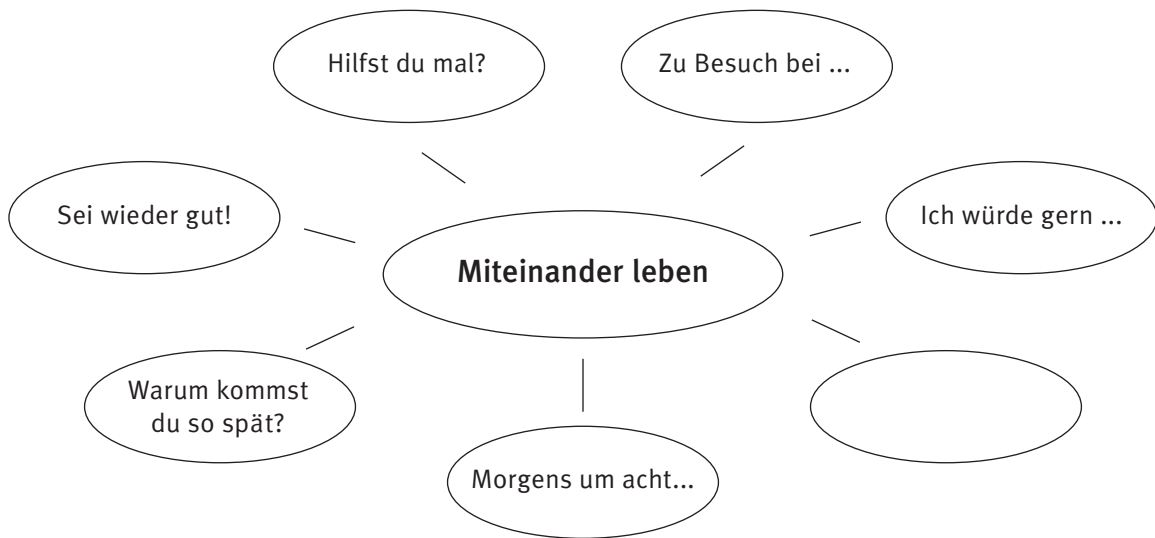 Hilfst du mal?
Zu Besuch bei ...
Sei wieder gut!
Ich würde gern ...
Miteinander leben
Warum kommst
du so spät?
Morgens um acht...